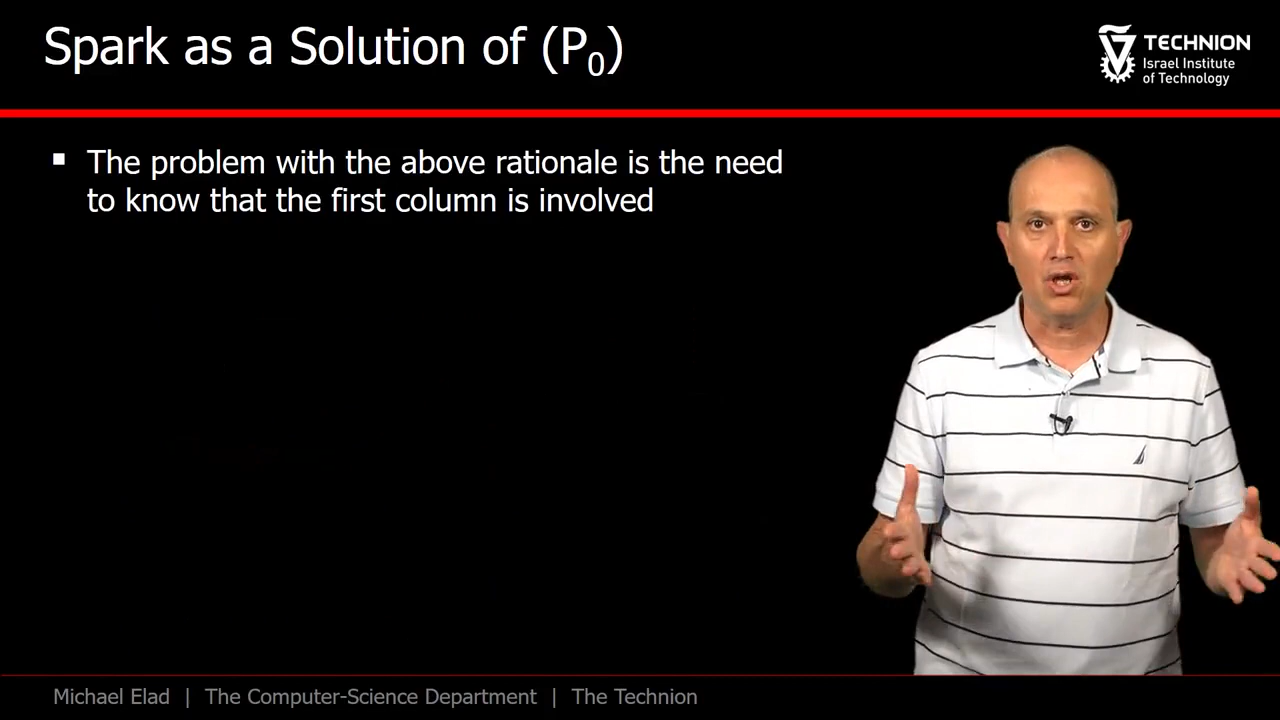 Spark as a Solution of (P₀)
TECHNION
Israel Institute
of Technology
The problem with the above rationale is the need
to know that the first column is involved
Michael Elad | The Computer-Science Department | The Technion